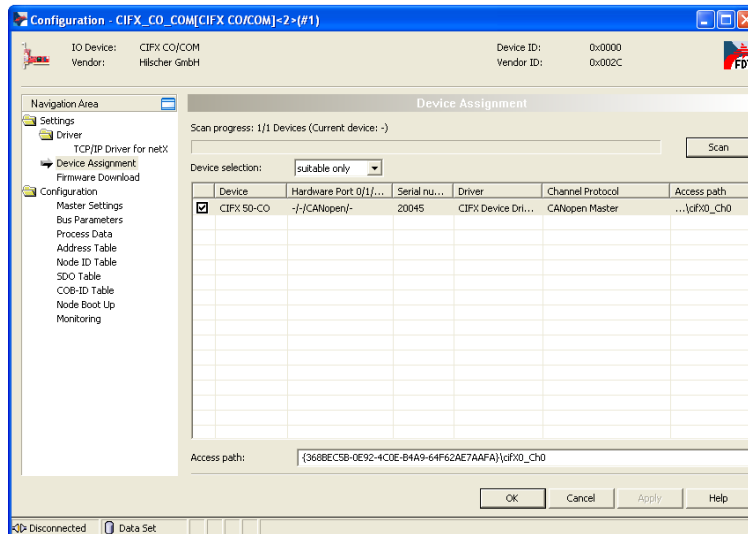 Configuration - CIFX_CO_COM[CIFX CO/COM]<2>(#1)
IO Device: CIFX CO/COM Device ID: 0x0000
Vendor: Hilscher GmbH Vendor ID: 0x002C
FDT
Navigation Area
Settings
Driver
TCP/IP Driver for netX
Device Assignment
Firmware Download
Configuration
Master Settings
Bus Parameters
Process Data
Address Table
Node ID Table
SDO Table
COB-ID Table
Node Boot Up
Monitoring
Device Assignment
Scan progress: 1/1 Devices (Current device: -)
Scan
Device selection: suitable only
Device Hardware Port 0/1/... Serial nu... Driver Channel Protocol Access path
CIFX 50-CO -/-/CANopen/- 20045 CIFX Device Dri... CANopen Master ...\cifX0_Ch0
Access path: {368BEC5B-0E92-4C0E-B4A9-64F62AE7AAFA}\cifX0_Ch0
OK Cancel Apply Help
Disconnected Data Set